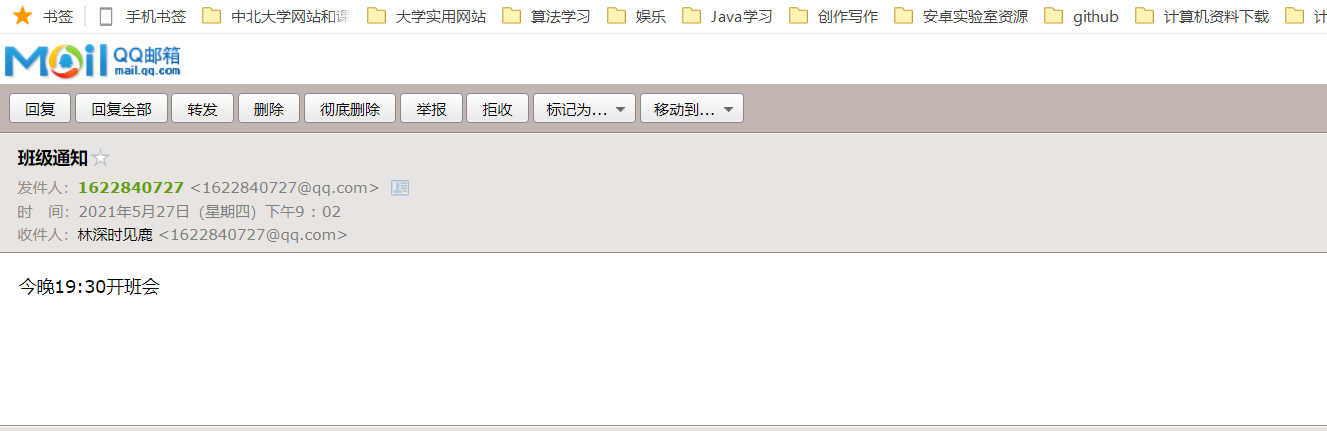 书签 手机书签 中北大学网站和课 大学实用网站 算法学习 娱乐 Java学习 创作写作 安卓实验室资源 github 计算机资料下载 计
Mail QQ邮箱
mail.qq.com
回复 回复全部 转发 删除 彻底删除 举报 拒收 标记为... 移动到...
班级通知
发件人：1622840727 <1622840727@qq.com>
时　间：2021年5月27日（星期四）下午9：02
收件人：林深时见鹿 <1622840727@qq.com>
今晚19:30开班会